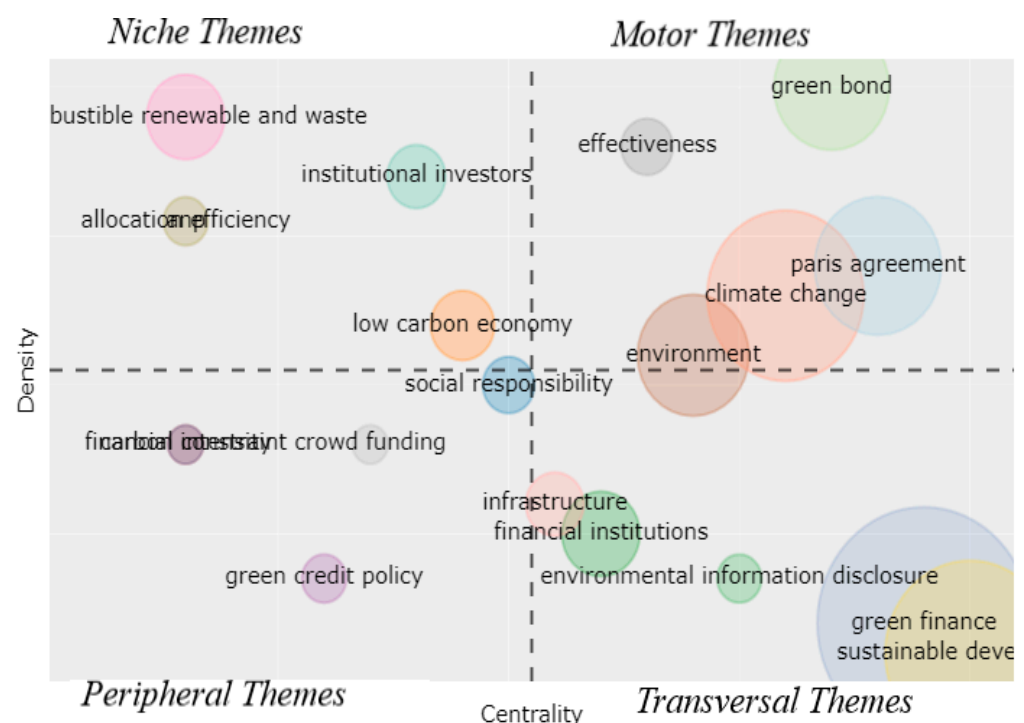 Niche Themes
Motor Themes
green bond
bustible renewable and waste
effectiveness
institutional investors
allocation efficiency
paris agreement
climate change
low carbon economy
environment
social responsibility
Density
crowd funding
infrastructure
financial institutions
green credit policy
environmental information disclosure
green finance
sustainable deve
Peripheral Themes
Transversal Themes
Centrality